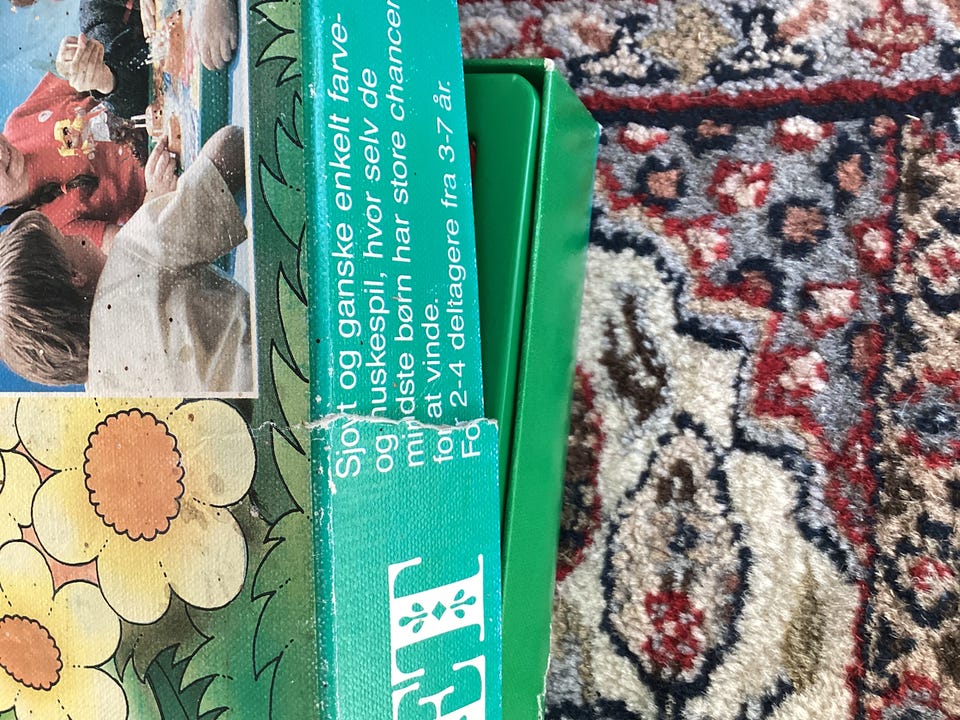 Sjovt og ganske enkelt farve-
og huskespil, hvor selv de
mindste børn har store chancer
for at vinde.
For 2-4 deltagere fra 3-7 år.
ET